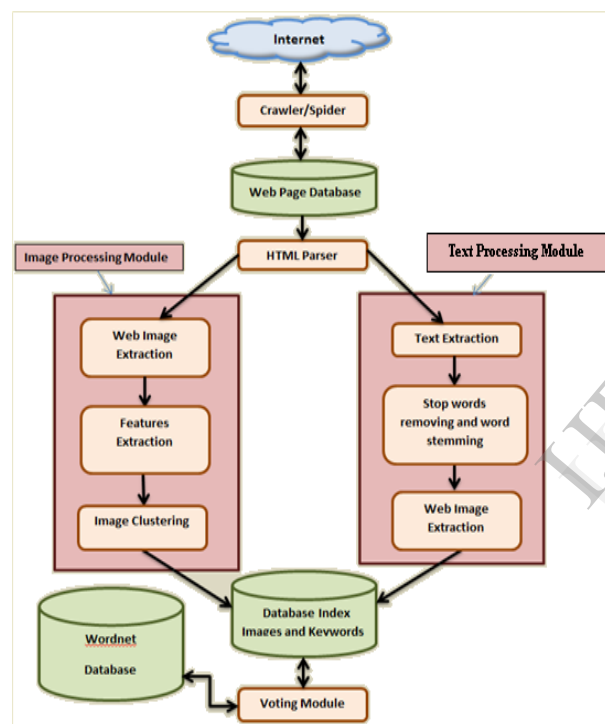 Internet
Crawler/Spider
Web Page Database
HTML Parser
Image Processing Module
Text Processing Module
Web Image
Extraction
Features
Extraction
Image Clustering
Text Extraction
Stop words
removing and word
stemming
Web Image
Extraction
Database Index
Images and Kevwords
Wordnet
Database
Voting Module